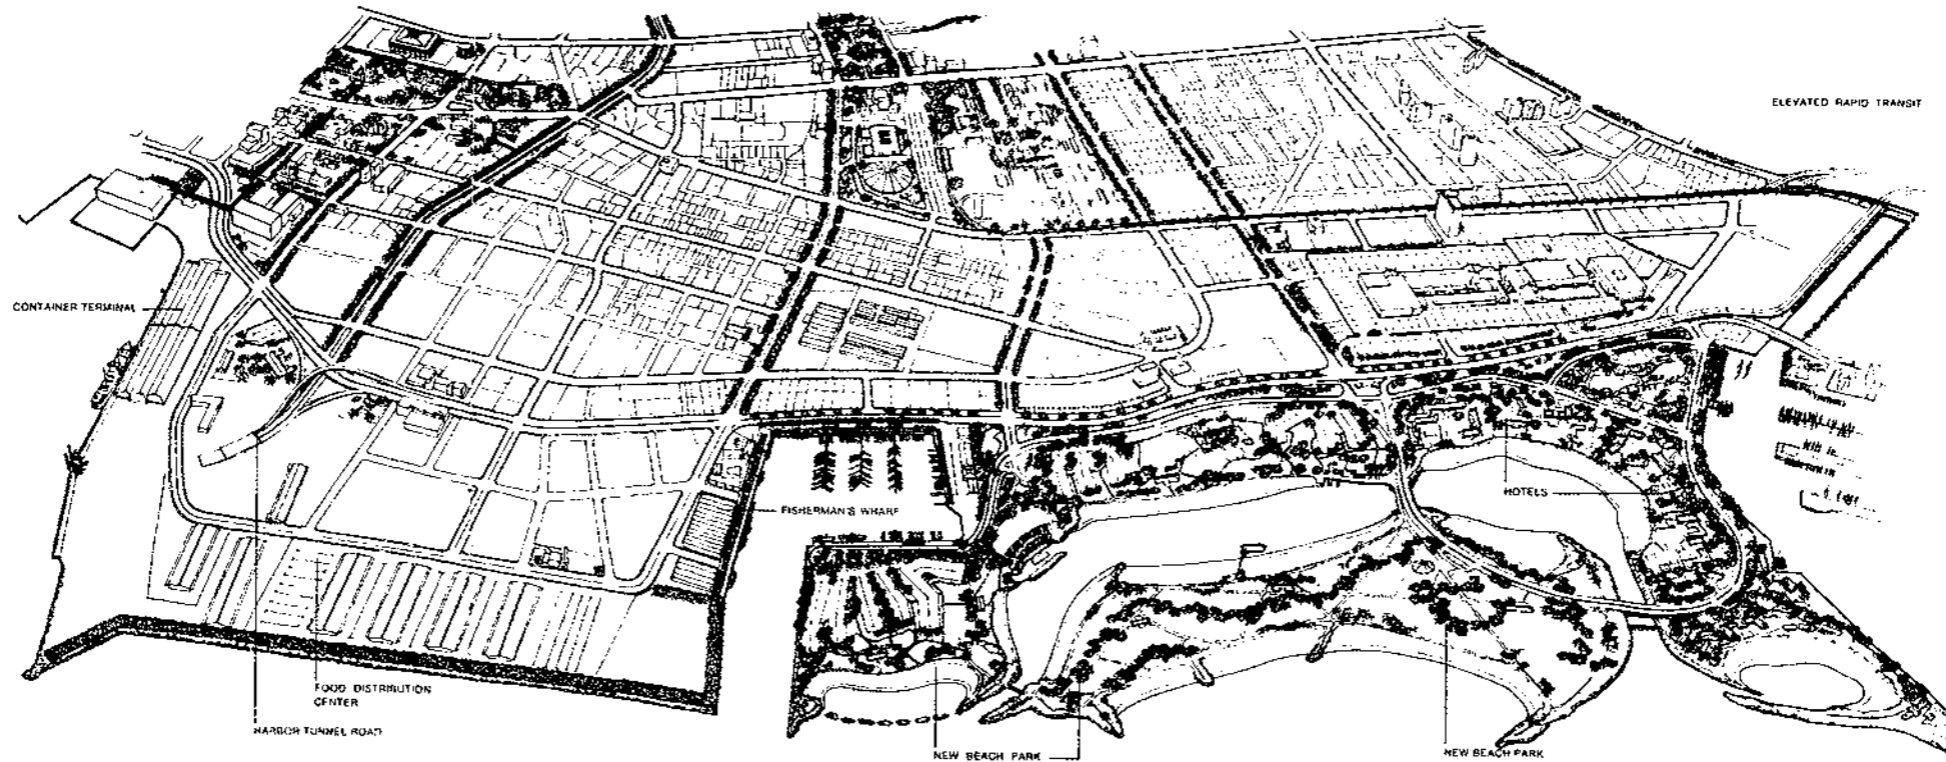 ELEVATED RAPID TRANSIT
CONTAINER TERMINAL
HOTELS
FISHERMAN'S WHARF
FOOD DISTRIBUTION
CENTER
HARBOR TUNNEL ROAD
NEW BEACH PARK
NEW BEACH PARK